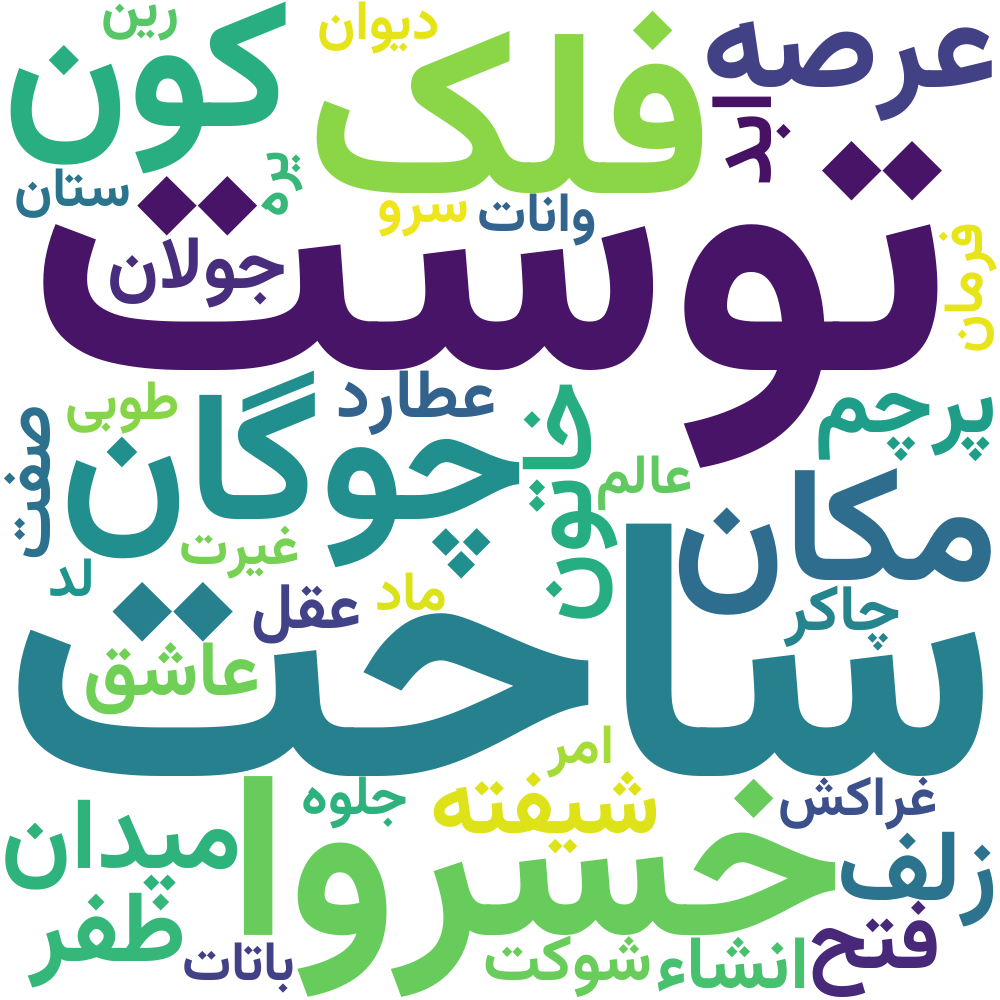 رین
دیوان
کون
فلک
عرصه
ابد
توست
یره
ستان
سرو
وانات
جولان
فرمان
عطارد
طوبی
خاتون
پرچم
چوگان
صفت
عالم
مکان
غیرت
لد
ماد
عقل
چاکر
ساحت
عاشق
امر
جلوه
شیفته
غراکش
خسروا
میدان
زلف
ظفر
فتح
باتات
شوکت
انشاء